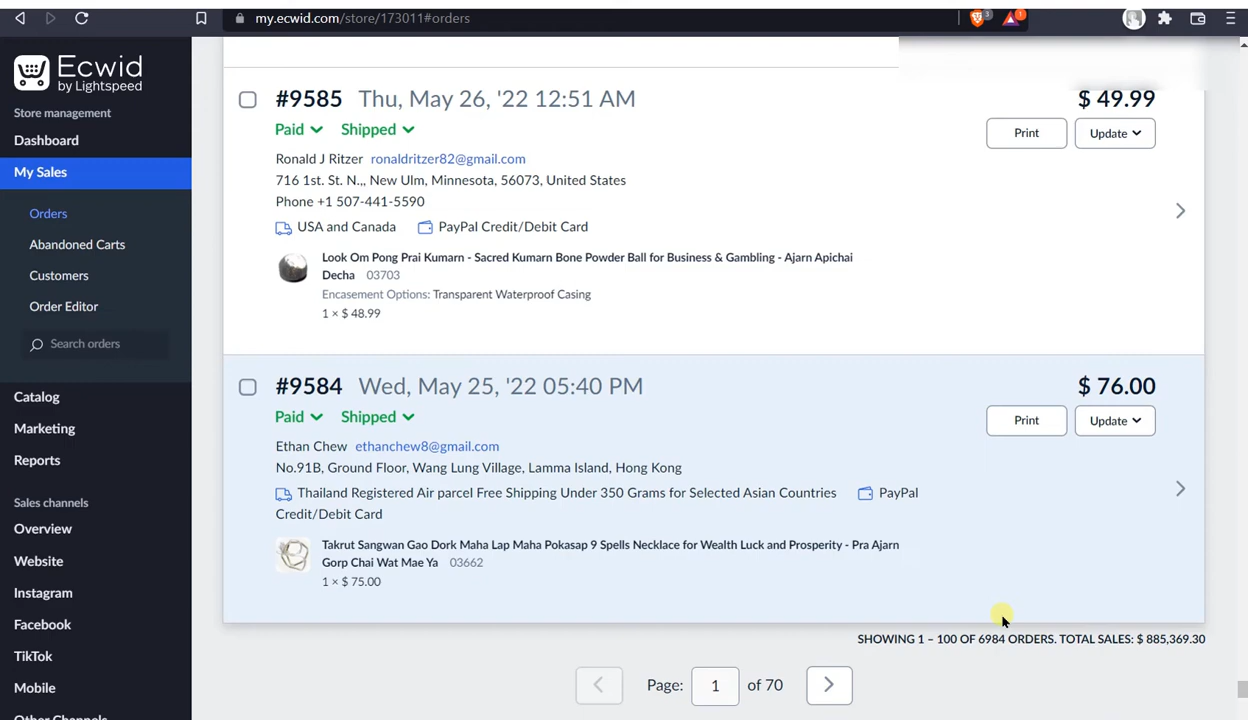 my.ecwid.com/store/173011#orders
3
1
Ecwid
by Lightspeed
Store management
Dashboard
My Sales
Orders
Abandoned Carts
Customers
Order Editor
Search orders
Catalog
Marketing
Reports
Sales channels
Overview
Website
Instagram
Facebook
TikTok
Mobile
Other Channels
#9585 Thu, May 26, '22 12:51 AM
$ 49.99
Paid Shipped
Print Update
Ronald J Ritzer ronaldritzer82@gmail.com
716 1st. St. N.,, New Ulm, Minnesota, 56073, United States
Phone +1 507-441-5590
USA and Canada PayPal Credit/Debit Card
Look Om Pong Prai Kumarn - Sacred Kumarn Bone Powder Ball for Business & Gambling - Ajarn Apichai
Decha 03703
Encasement Options: Transparent Waterproof Casing
1 × $ 48.99
#9584 Wed, May 25, '22 05:40 PM
$ 76.00
Paid Shipped
Print Update
Ethan Chew ethanchew8@gmail.com
No.91B, Ground Floor, Wang Lung Village, Lamma Island, Hong Kong
Thailand Registered Air parcel Free Shipping Under 350 Grams for Selected Asian Countries PayPal
Credit/Debit Card
Takrut Sangwan Gao Dork Maha Lap Maha Pokasap 9 Spells Necklace for Wealth Luck and Prosperity - Pra Ajarn
Gorp Chai Wat Mae Ya 03662
1 × $ 75.00
SHOWING 1 – 100 OF 6984 ORDERS. TOTAL SALES: $ 885,369.30
Page: 1 of 70